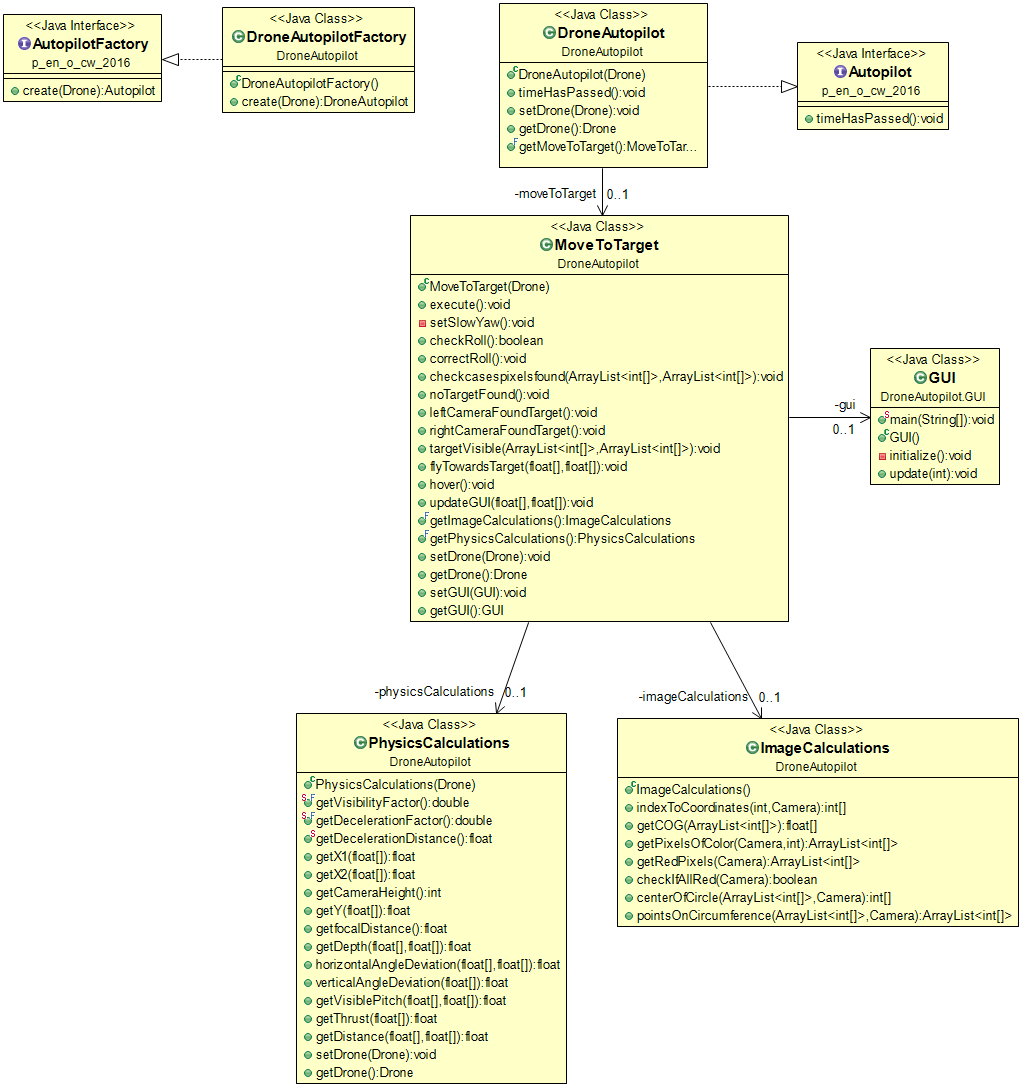 <<Java Interface>>
AutopilotFactory
p_en_o_cw_2016
create(Drone):Autopilot
<<Java Class>>
DroneAutopilotFactory
DroneAutopilot
DroneAutopilotFactory()
create(Drone):DroneAutopilot
<<Java Class>>
DroneAutopilot
DroneAutopilot
DroneAutopilot(Drone)
timeHasPassed():void
setDrone(Drone):void
getDrone():Drone
getMoveToTarget():MoveToTar...
<<Java Interface>>
Autopilot
p_en_o_cw_2016
timeHasPassed():void
-moveToTarget 0..1
<<Java Class>>
MoveToTarget
DroneAutopilot
MoveToTarget(Drone)
execute():void
setSlowYaw():void
checkRoll():boolean
correctRoll():void
checkcasespixelsfound(ArrayList<int[]>,ArrayList<int[]>):void
noTargetFound():void
leftCameraFoundTarget():void
rightCameraFoundTarget():void
targetVisible(ArrayList<int[]>,ArrayList<int[]>):void
flyTowardsTarget(float[],float[]):void
hover():void
updateGUI(float[],float[]):void
getImageCalculations():ImageCalculations
getPhysicsCalculations():PhysicsCalculations
setDrone(Drone):void
getDrone():Drone
setGUI(GUI):void
getGUI():GUI
-gui
0..1
<<Java Class>>
GUI
DroneAutopilot.GUI
main(String[]):void
GUI()
initialize():void
update(int):void
-physicsCalculations 0..1
<<Java Class>>
PhysicsCalculations
DroneAutopilot
PhysicsCalculations(Drone)
getVisibilityFactor():double
getDecelerationFactor():double
getDecelerationDistance():float
getX1(float[]):float
getX2(float[]):float
getCameraHeight():int
getY(float[]):float
getfocalDistance():float
getDepth(float[],float[]):float
horizontalAngleDeviation(float[],float[]):float
verticalAngleDeviation(float[]):float
getVisiblePitch(float[],float[]):float
getThrust(float[]):float
getDistance(float[],float[]):float
setDrone(Drone):void
getDrone():Drone
-imageCalculations 0..1
<<Java Class>>
ImageCalculations
DroneAutopilot
ImageCalculations()
indexToCoordinates(int,Camera):int[]
getCOG(ArrayList<int[]>):float[]
getPixelsOfColor(Camera,int):ArrayList<int[]>
getRedPixels(Camera):ArrayList<int[]>
checkIfAllRed(Camera):boolean
centerOfCircle(ArrayList<int[]>,Camera):int[]
pointsOnCircumference(ArrayList<int[]>,Camera):ArrayList<int[]>